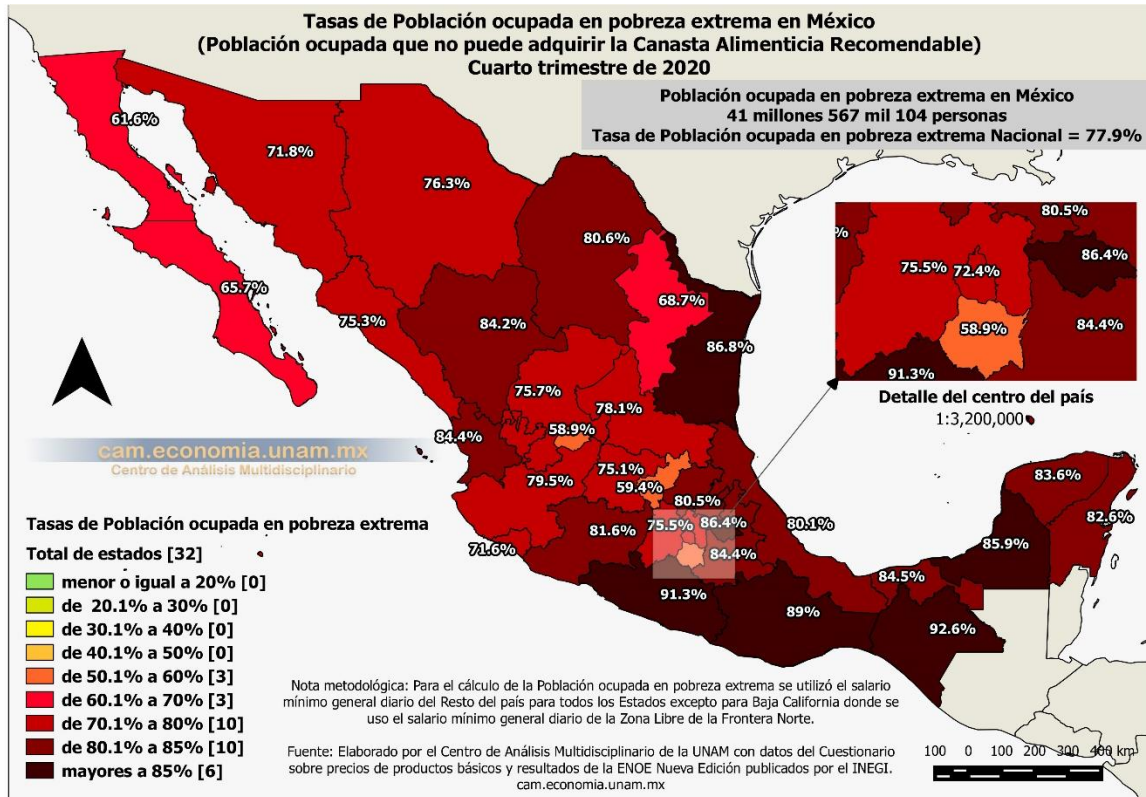 Tasas de Población ocupada en pobreza extrema en México
(Población ocupada que no puede adquirir la Canasta Alimenticia Recomendable)
Cuarto trimestre de 2020
Población ocupada en pobreza extrema en México
41 millones 567 mil 104 personas
Tasa de Población ocupada en pobreza extrema Nacional = 77.9%
61.6%
71.8%
76.3%
80.6%
65.7%
75.3%
84.2%
68.7%
86.8%
75.7%
78.1%
84.4%
58.9%
79.5%
75.1%
59.4%
80.5%
81.6%
75.5%
86.4%
80.1%
71.6%
84.4%
91.3%
89%
84.5%
92.6%
85.9%
83.6%
82.6%
%
80.5%
86.4%
75.5%
72.4%
58.9%
84.4%
91.3%
Detalle del centro del país
1:3,200,000
cam.economia.unam.mx
Centro de Análisis Multidisciplinario
Tasas de Población ocupada en pobreza extrema
Total de estados [32]
menor o igual a 20% [0]
de 20.1% a 30% [0]
de 30.1% a 40% [0]
de 40.1% a 50% [0]
de 50.1% a 60% [3]
de 60.1% a 70% [3]
de 70.1% a 80% [10]
de 80.1% a 85% [10]
mayores a 85% [6]
Nota metodológica: Para el cálculo de la Población ocupada en pobreza extrema se utilizó el salario
mínimo general diario del Resto del país para todos los Estados excepto para Baja California donde se
uso el salario mínimo general diario de la Zona Libre de la Frontera Norte.
Fuente: Elaborado por el Centro de Análisis Multidisciplinario de la UNAM con datos del Cuestionario
sobre precios de productos básicos y resultados de la ENOE Nueva Edición publicados por el INEGI.
cam.economia.unam.mx
100 0 100 200 300 400 km